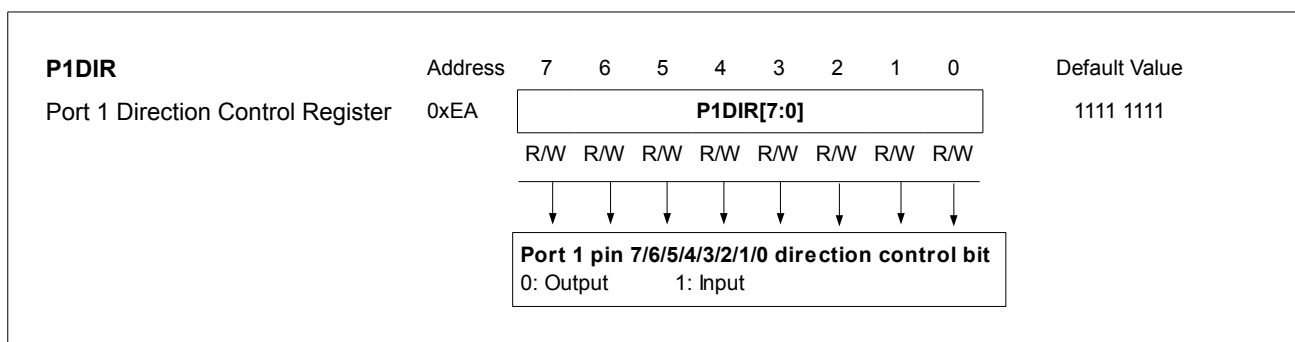 P1DIR Address 7 6 5 4 3 2 1 0 Default Value
Port 1 Direction Control Register 0xEA P1DIR[7:0] 1111 1111
R/W R/W R/W R/W R/W R/W R/W R/W
Port 1 pin 7/6/5/4/3/2/1/0 direction control bit
0: Output 1: Input